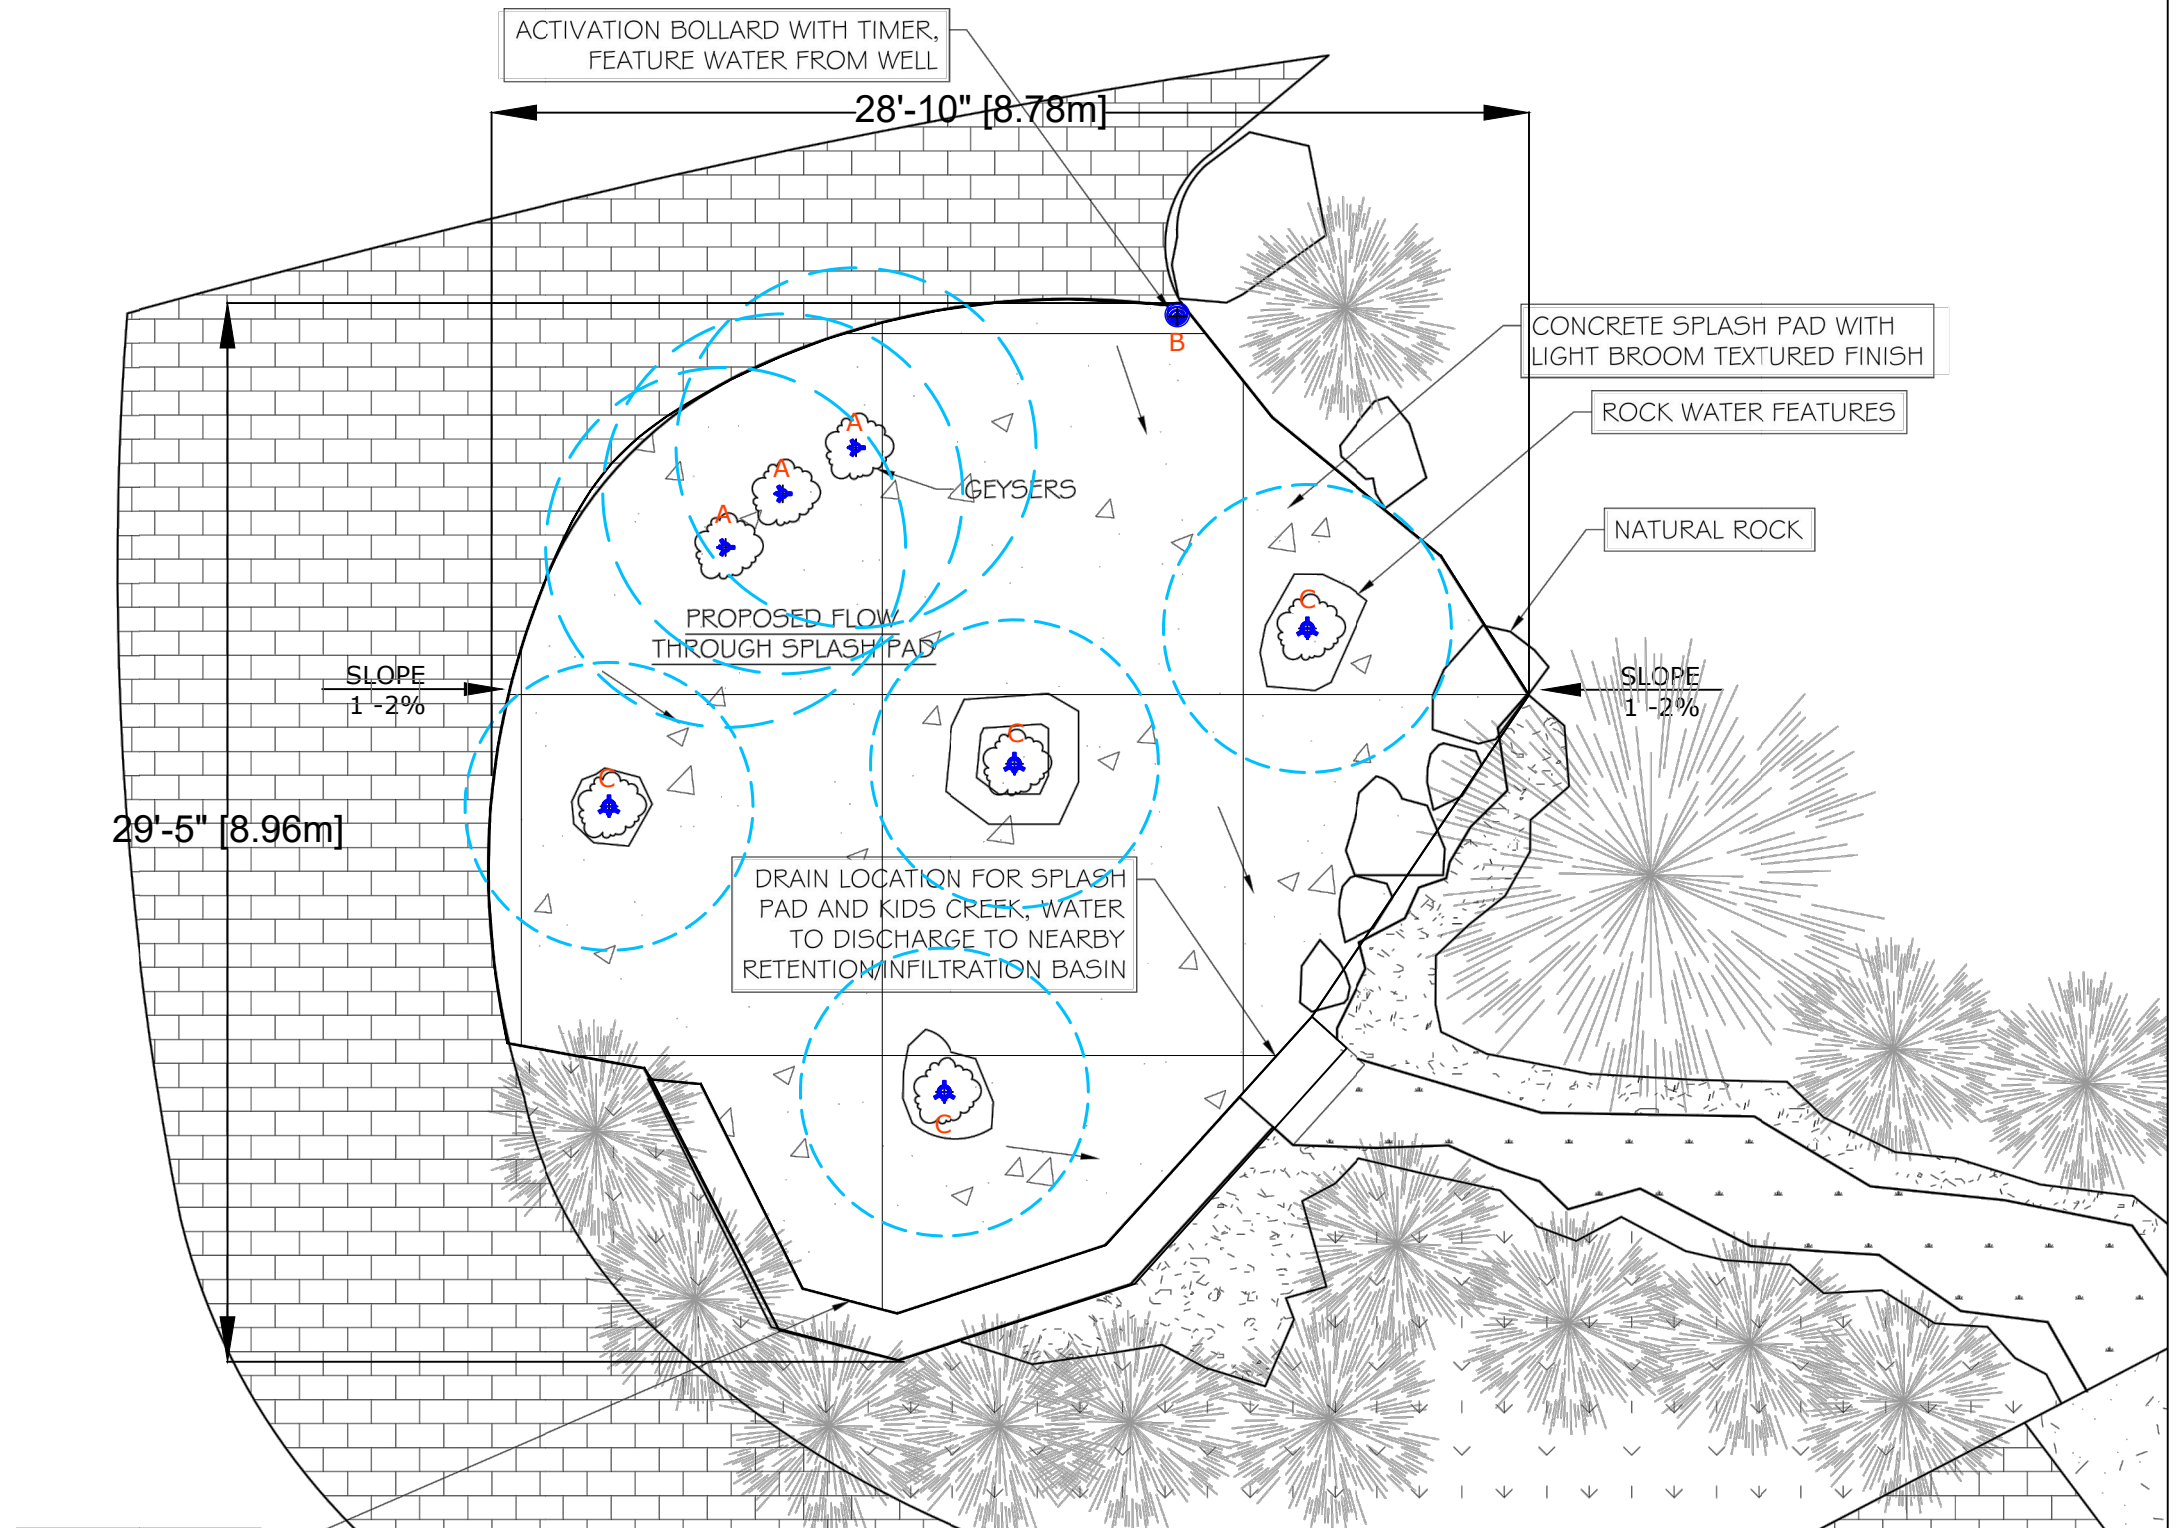 ACTIVATION BOLLARD WITH TIMER,
FEATURE WATER FROM WELL
28'-10" [8.78m]
B
CONCRETE SPLASH PAD WITH
LIGHT BROOM TEXTURED FINISH
ROCK WATER FEATURES
A
A
GEYSERS
A
NATURAL ROCK
C
PROPOSED FLOW
THROUGH SPLASH PAD
SLOPE
1 -2%
SLOPE
1 -2%
C
C
29'-5" [8.96m]
DRAIN LOCATION FOR SPLASH
PAD AND KIDS CREEK, WATER
TO DISCHARGE TO NEARBY
RETENTION/INFILTRATION BASIN
C